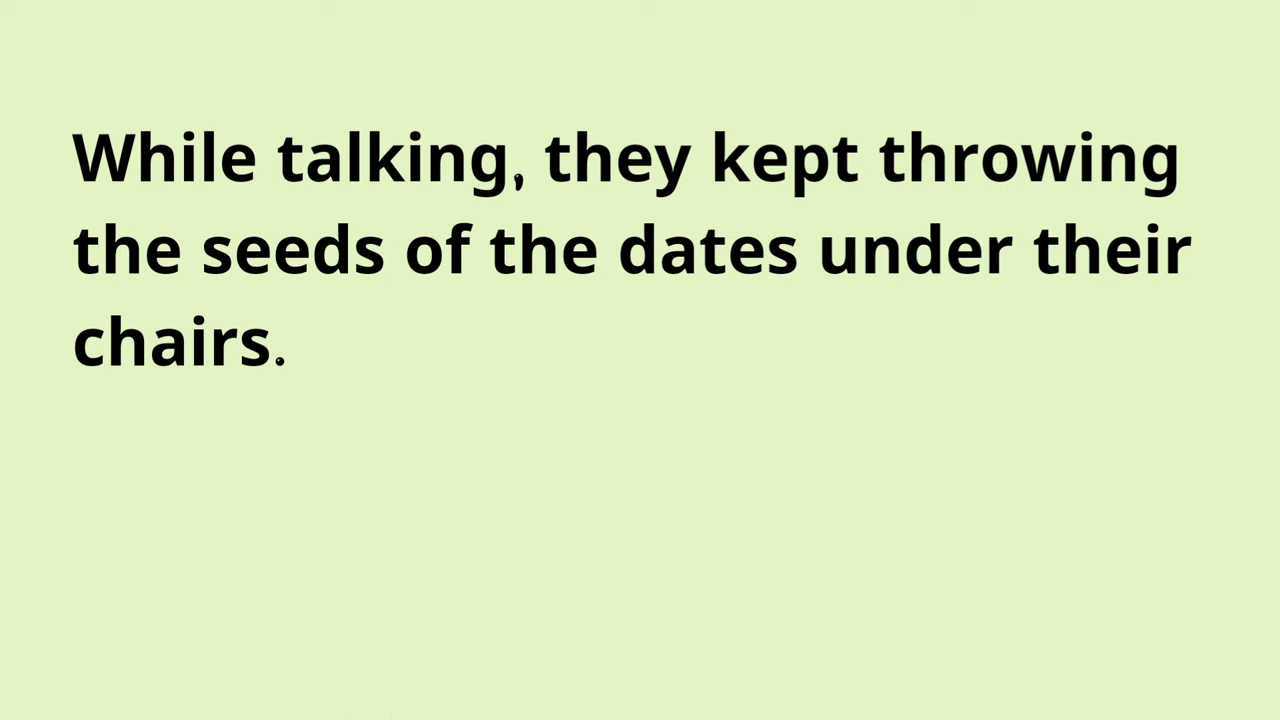 While talking, they kept throwing
the seeds of the dates under their
chairs.